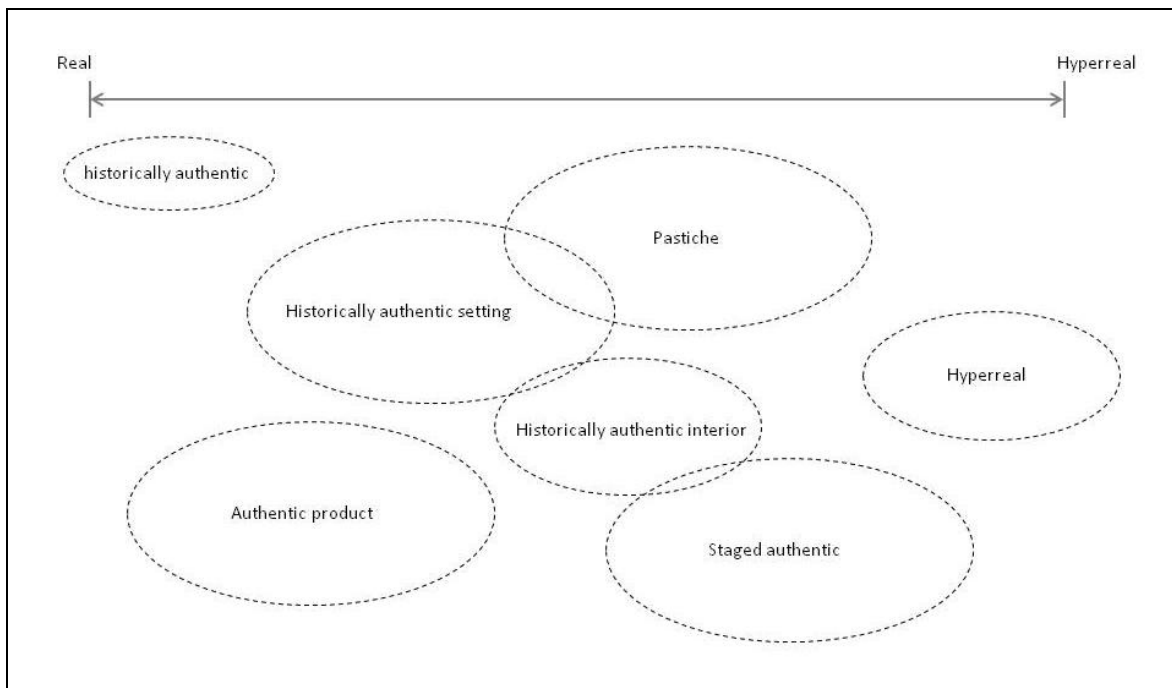 Real
Hyperreal
historically authentic
Pastiche
Historically authentic setting
Hyperreal
Historically authentic interior
Authentic product
Staged authentic